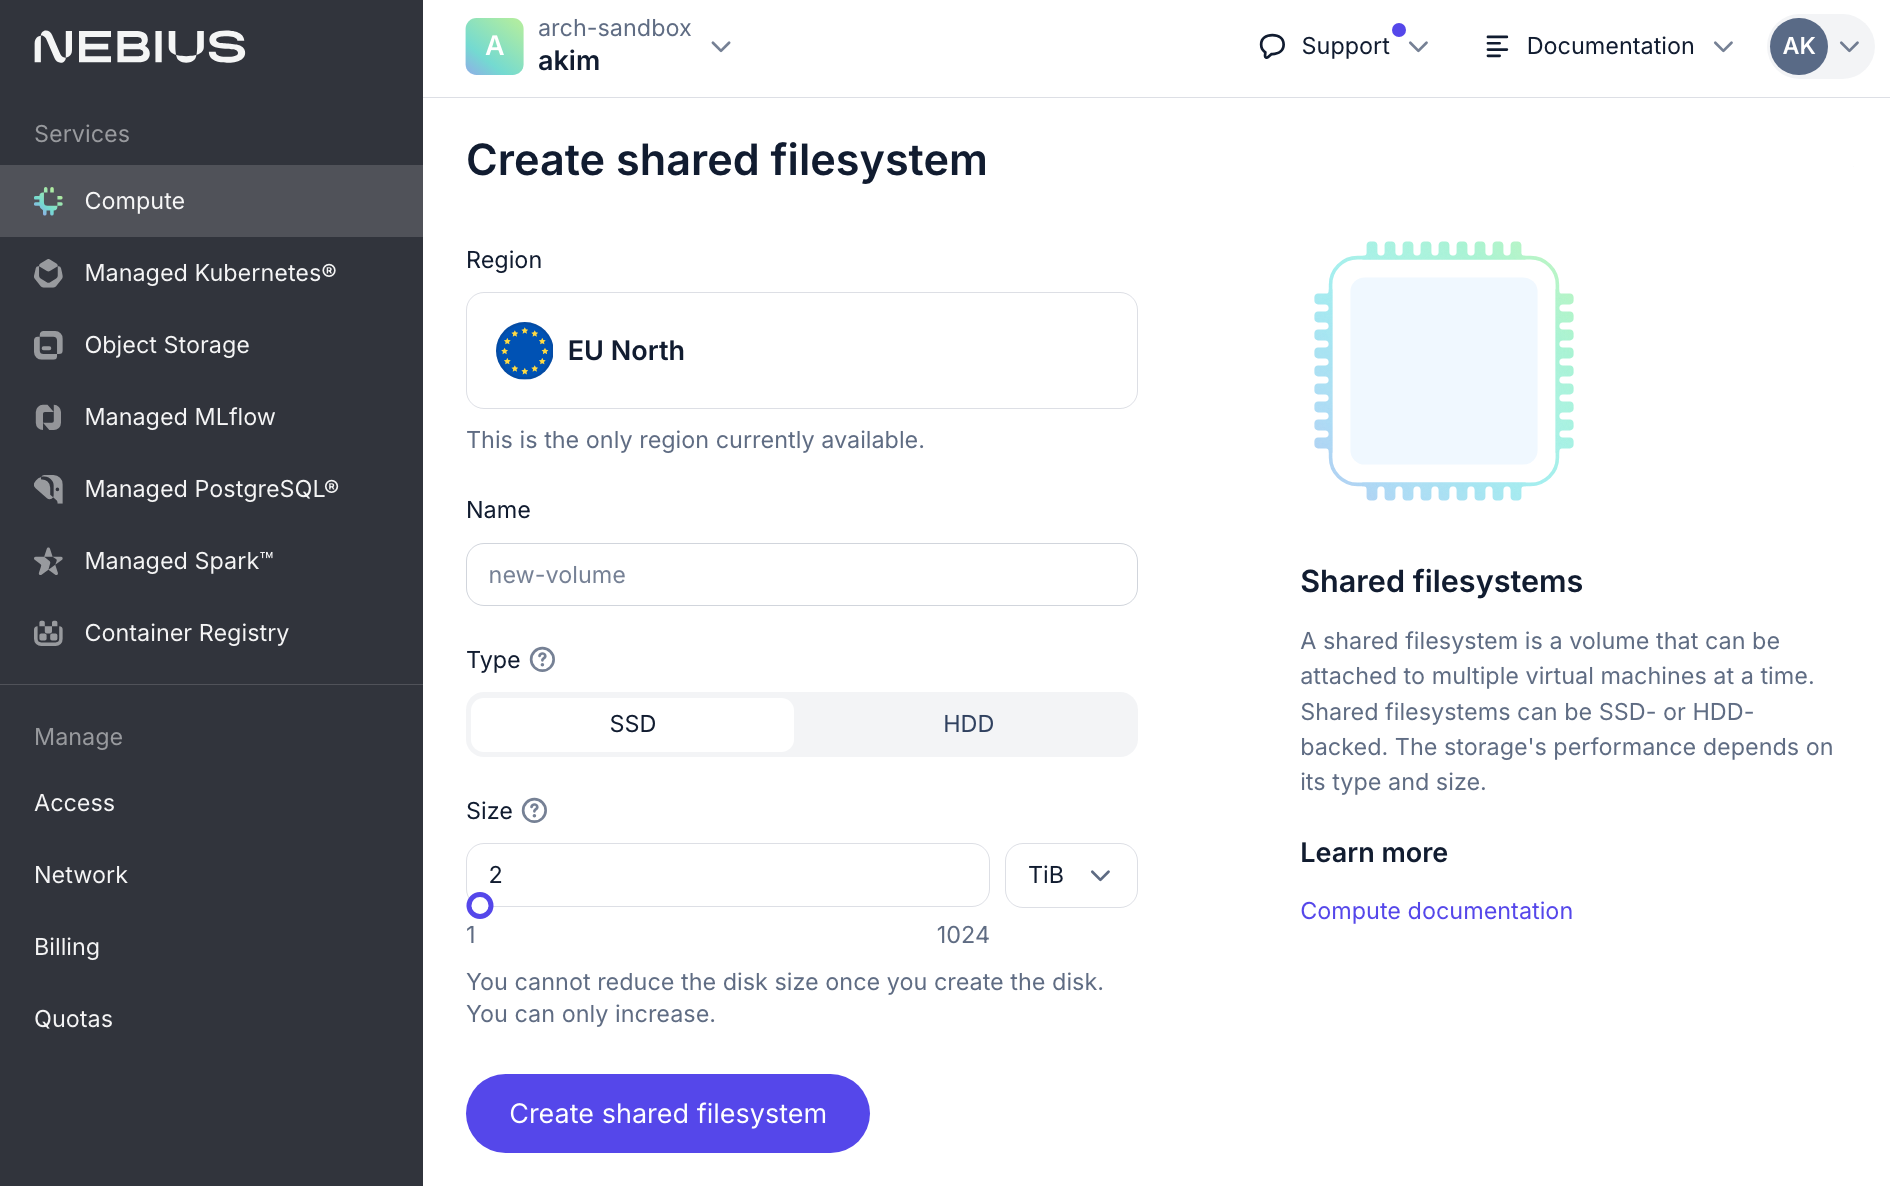 NEBIUS
Services
Compute
Managed Kubernetes®
Object Storage
Managed MLflow
Managed PostgreSQL®
Managed Spark™
Container Registry
Manage
Access
Network
Billing
Quotas
A
arch-sandbox
akim
Support
Documentation
AK
Create shared filesystem
Region
EU North
This is the only region currently available.
Name
new-volume
Type ?
SSD
HDD
Size ?
2
TiB
1
1024
You cannot reduce the disk size once you create the disk.
You can only increase.
Create shared filesystem
Shared filesystems
A shared filesystem is a volume that can be
attached to multiple virtual machines at a time.
Shared filesystems can be SSD- or HDD-
backed. The storage's performance depends on
its type and size.
Learn more
Compute documentation